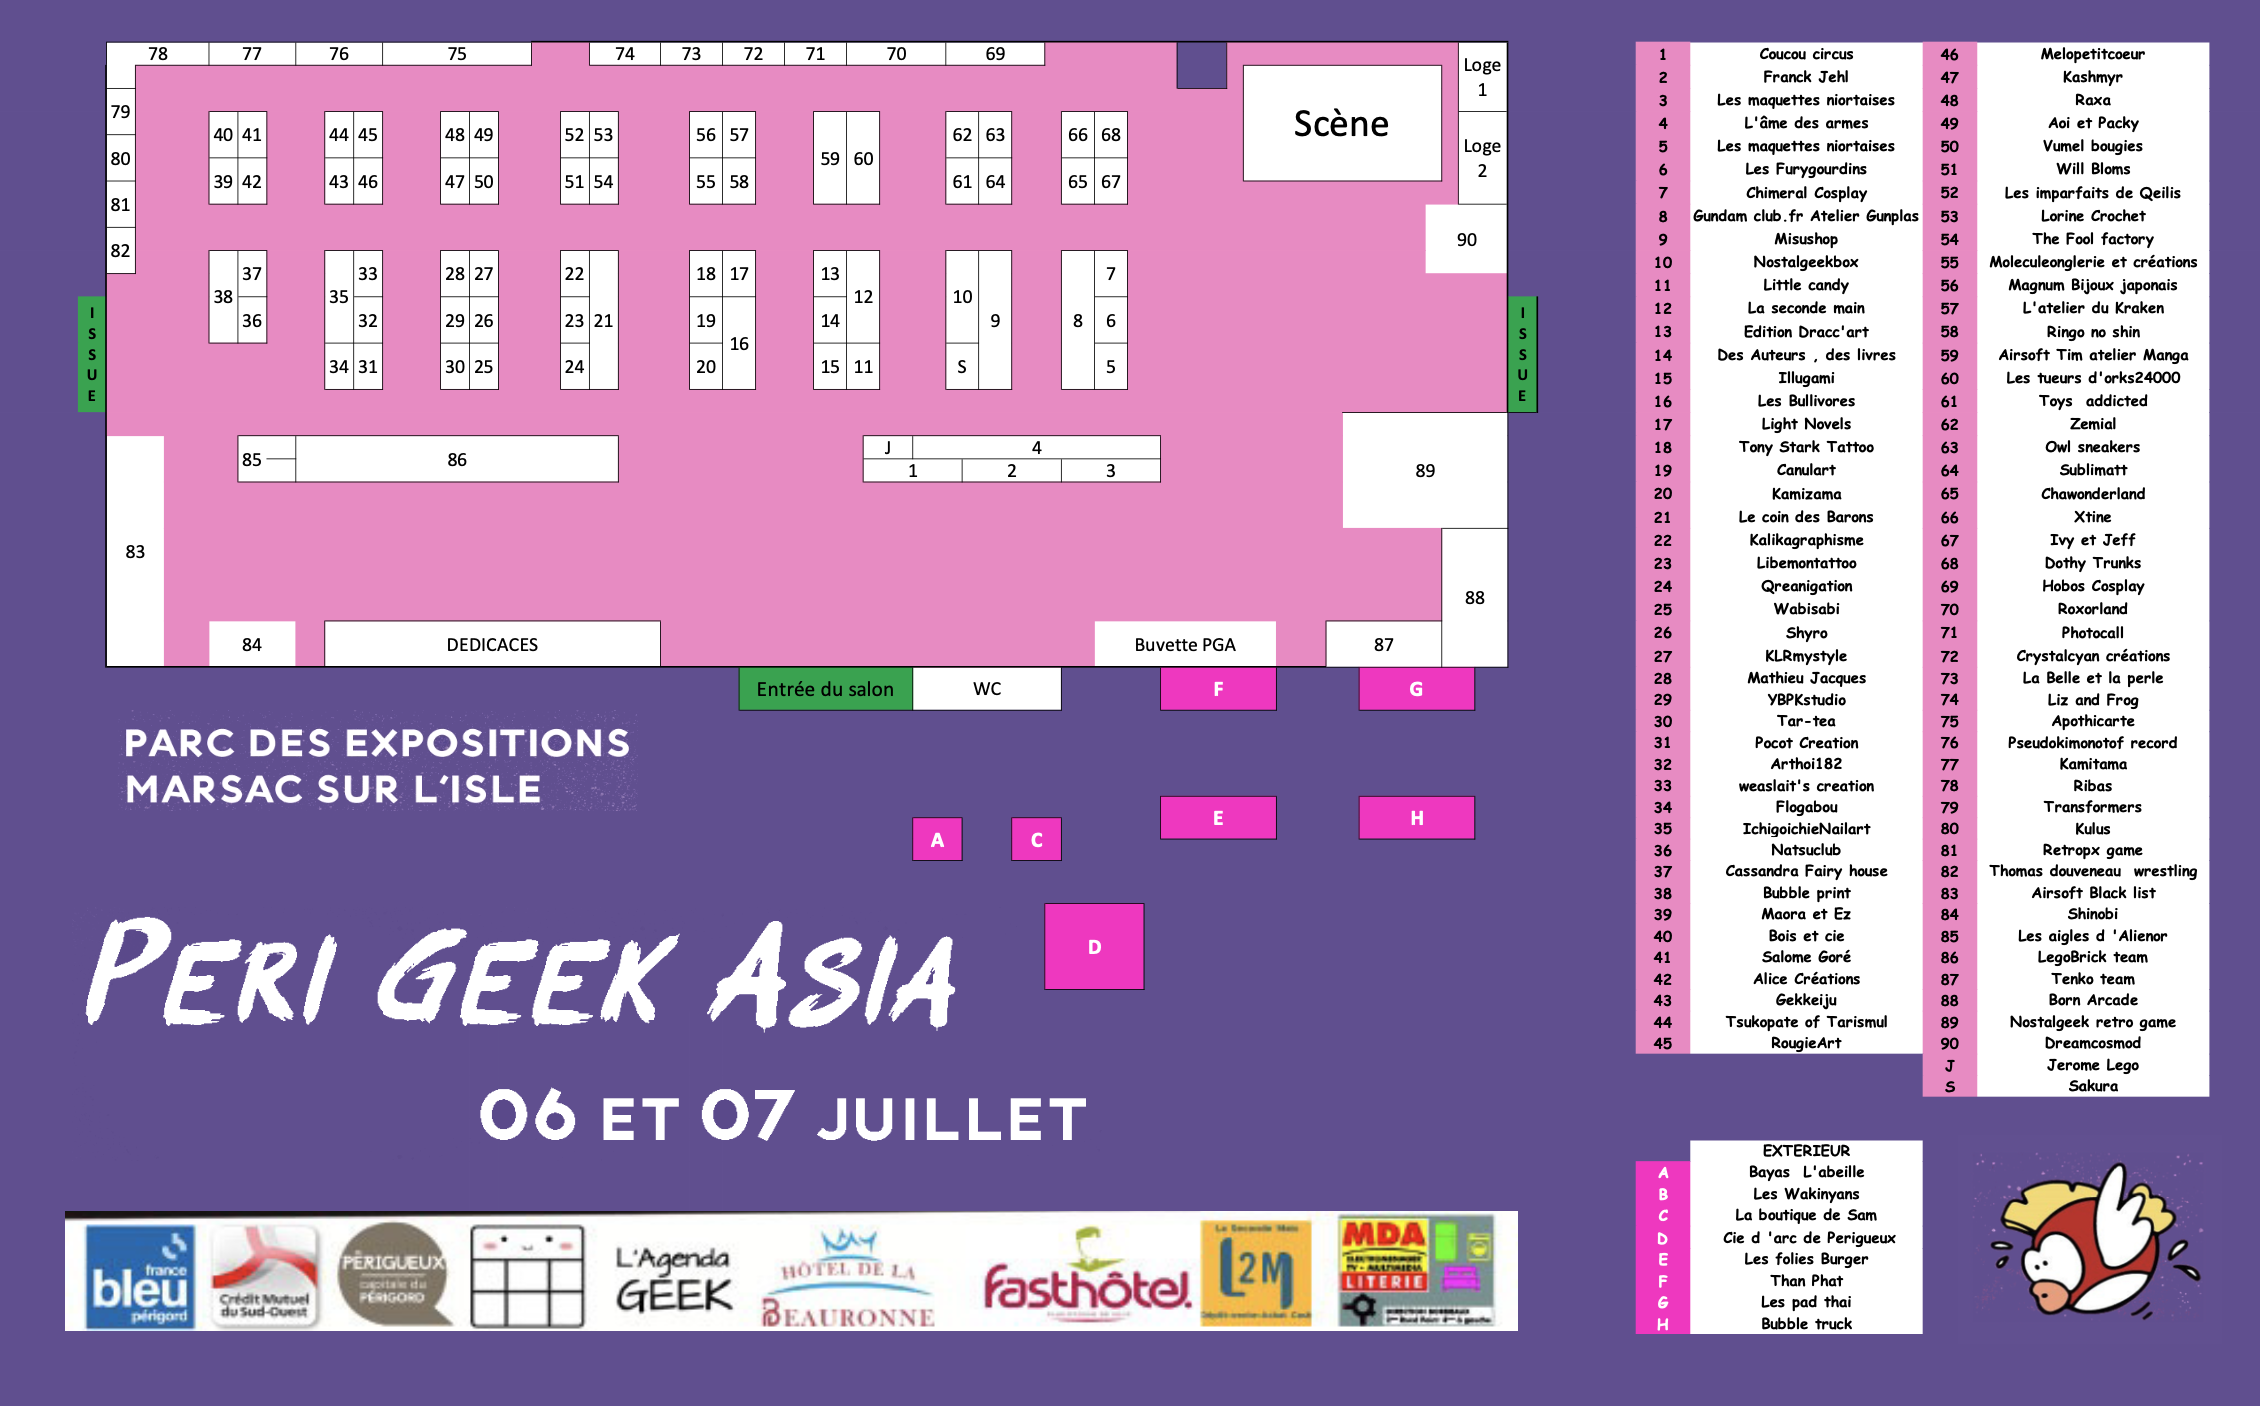 78 77 76 75 74 73 72 71 70 69
Loge
1
Scène
79
40 41 44 45 48 49 52 53 56 57 62 63 66 68
59 60
Loge
2
80
39 42 43 46 47 50 51 54 55 58 61 64 65 67
81
90
82
37 33 28 27 22 18 17 13 7
38 35 12 10
36 32 29 26 23 21 19 14 9 8 6
16
34 31 30 25 24 20 15 11 S 5
ISSUE
ISSUE
85 86
J 4
1 2 3
89
83
88
84 DEDICACES Buvette PGA 87
Entrée du salon WC F G
PARC DES EXPOSITIONS
MARSAC SUR L'ISLE
E H
A C
D
PERI GEEK ASIA
06 ET 07 JUILLET
1 Coucou circus
2 Franck Jehl
3 Les maquettes niortaises
4 L'âme des armes
5 Les maquettes niortaises
6 Les Furygourdins
7 Chimeral Cosplay
8 Gundam club.fr Atelier Gunplas
9 Misushop
10 Nostalgeekbox
11 Little candy
12 La seconde main
13 Edition Dracc'art
14 Des Auteurs , des livres
15 Illugami
16 Les Bullivores
17 Light Novels
18 Tony Stark Tattoo
19 Canulart
20 Kamizama
21 Le coin des Barons
22 Kalikagraphisme
23 Libemontattoo
24 Qreanigation
25 Wabisabi
26 Shyro
27 KLRmystyle
28 Mathieu Jacques
29 YBPKstudio
30 Tar-tea
31 Pocot Creation
32 Arthoi182
33 weaslait's creation
34 Flogabou
35 IchigoichieNailart
36 Natsuclub
37 Cassandra Fairy house
38 Bubble print
39 Maora et Ez
40 Bois et cie
41 Salome Goré
42 Alice Créations
43 Gekkeiju
44 Tsukopate of Tarismul
45 RougieArt
46 Melopetitcoeur
47 Kashmyr
48 Raxa
49 Aoi et Packy
50 Vumel bougies
51 Will Bloms
52 Les imparfaits de Qeilis
53 Lorine Crochet
54 The Fool factory
55 Moleculeonglerie et créations
56 Magnum Bijoux japonais
57 L'atelier du Kraken
58 Ringo no shin
59 Airsoft Tim atelier Manga
60 Les tueurs d'orks24000
61 Toys addicted
62 Zemial
63 Owl sneakers
64 Sublimatt
65 Chawonderland
66 Xtine
67 Ivy et Jeff
68 Dothy Trunks
69 Hobos Cosplay
70 Roxorland
71 Photocall
72 Crystalcyan créations
73 La Belle et la perle
74 Liz and Frog
75 Apothicarte
76 Pseudokimonotof record
77 Kamitama
78 Ribas
79 Transformers
80 Kulus
81 Retropx game
82 Thomas douveneau wrestling
83 Airsoft Black list
84 Shinobi
85 Les aigles d 'Alienor
86 LegoBrick team
87 Tenko team
88 Born Arcade
89 Nostalgeek retro game
90 Dreamcosmod
J Jerome Lego
S Sakura
EXTERIEUR
A Bayas L'abeille
B Les Wakinyans
C La boutique de Sam
D Cie d 'arc de Perigueux
E Les folies Burger
F Than Phat
G Les pad thai
H Bubble truck
france
bleu
périgord
Crédit Mutuel
du Sud-Ouest
PÉRIGUEUX
capitale du
PÉRIGORD
L'Agenda
GEEK
HÔTEL DE LA
BEAURONNE
fasthôtel
La Seconde Main
L2M
MDA
ELECTROMENAGER
TV - MULTIMEDIA
LITERIE
DIRECTION BORDEAUX